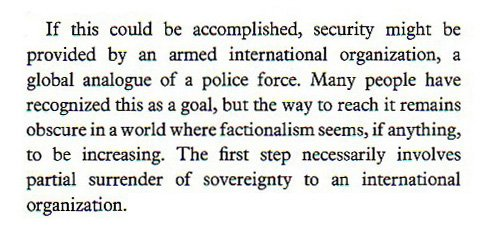 If this could be accomplished, security might be
provided by an armed international organization, a
global analogue of a police force. Many people have
recognized this as a goal, but the way to reach it remains
obscure in a world where factionalism seems, if anything,
to be increasing. The first step necessarily involves
partial surrender of sovereignty to an international
organization.